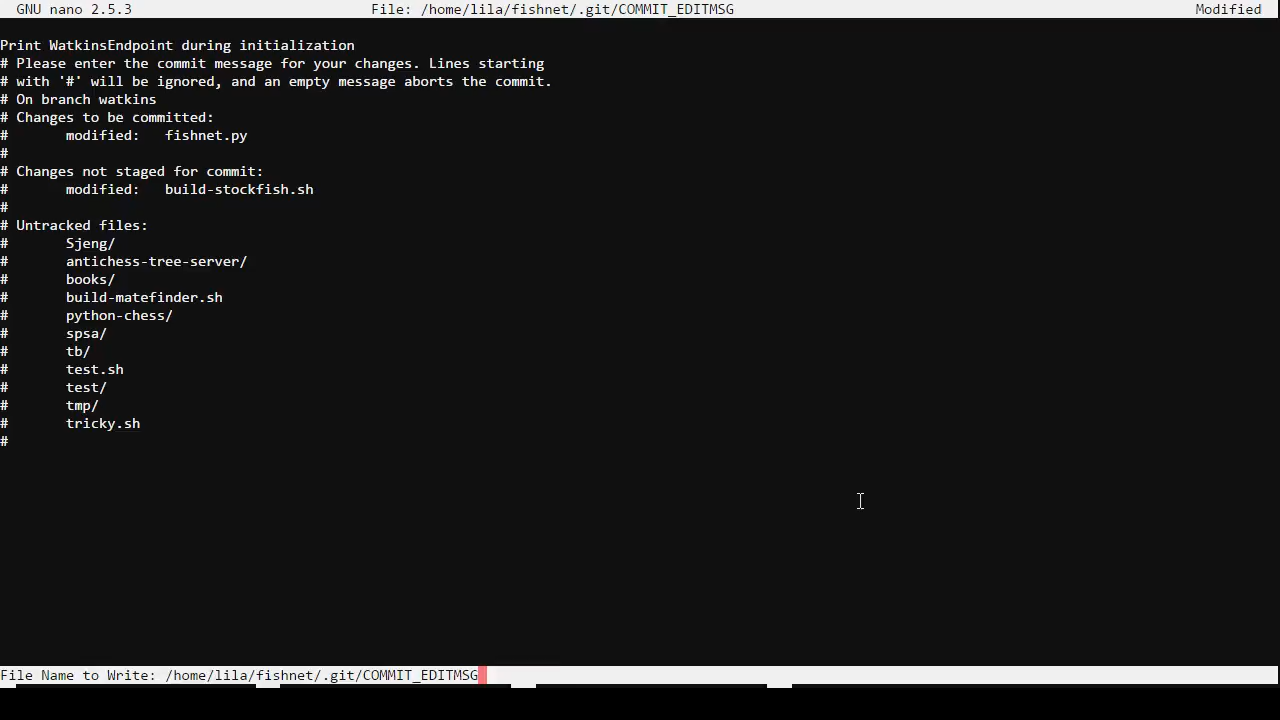 GNU nano 2.5.3 File: /home/lila/fishnet/.git/COMMIT_EDITMSG Modified
Print WatkinsEndpoint during initialization
# Please enter the commit message for your changes. Lines starting
# with '#' will be ignored, and an empty message aborts the commit.
# On branch watkins
# Changes to be committed:
# modified: fishnet.py
#
# Changes not staged for commit:
# modified: build-stockfish.sh
#
# Untracked files:
# Sjeng/
# antichess-tree-server/
# books/
# build-matefinder.sh
# python-chess/
# spsa/
# tb/
# test.sh
# test/
# tmp/
# tricky.sh
#
File Name to Write: /home/lila/fishnet/.git/COMMIT_EDITMSG